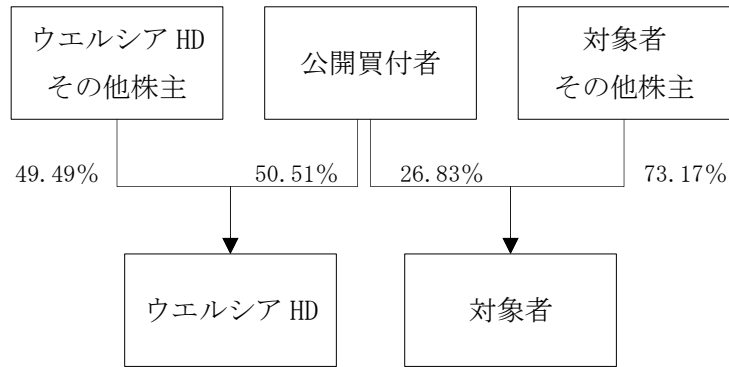 ウエルシア HD
その他株主
公開買付者
対象者
その他株主
49.49%
50.51%
26.83%
73.17%
ウエルシア HD
対象者